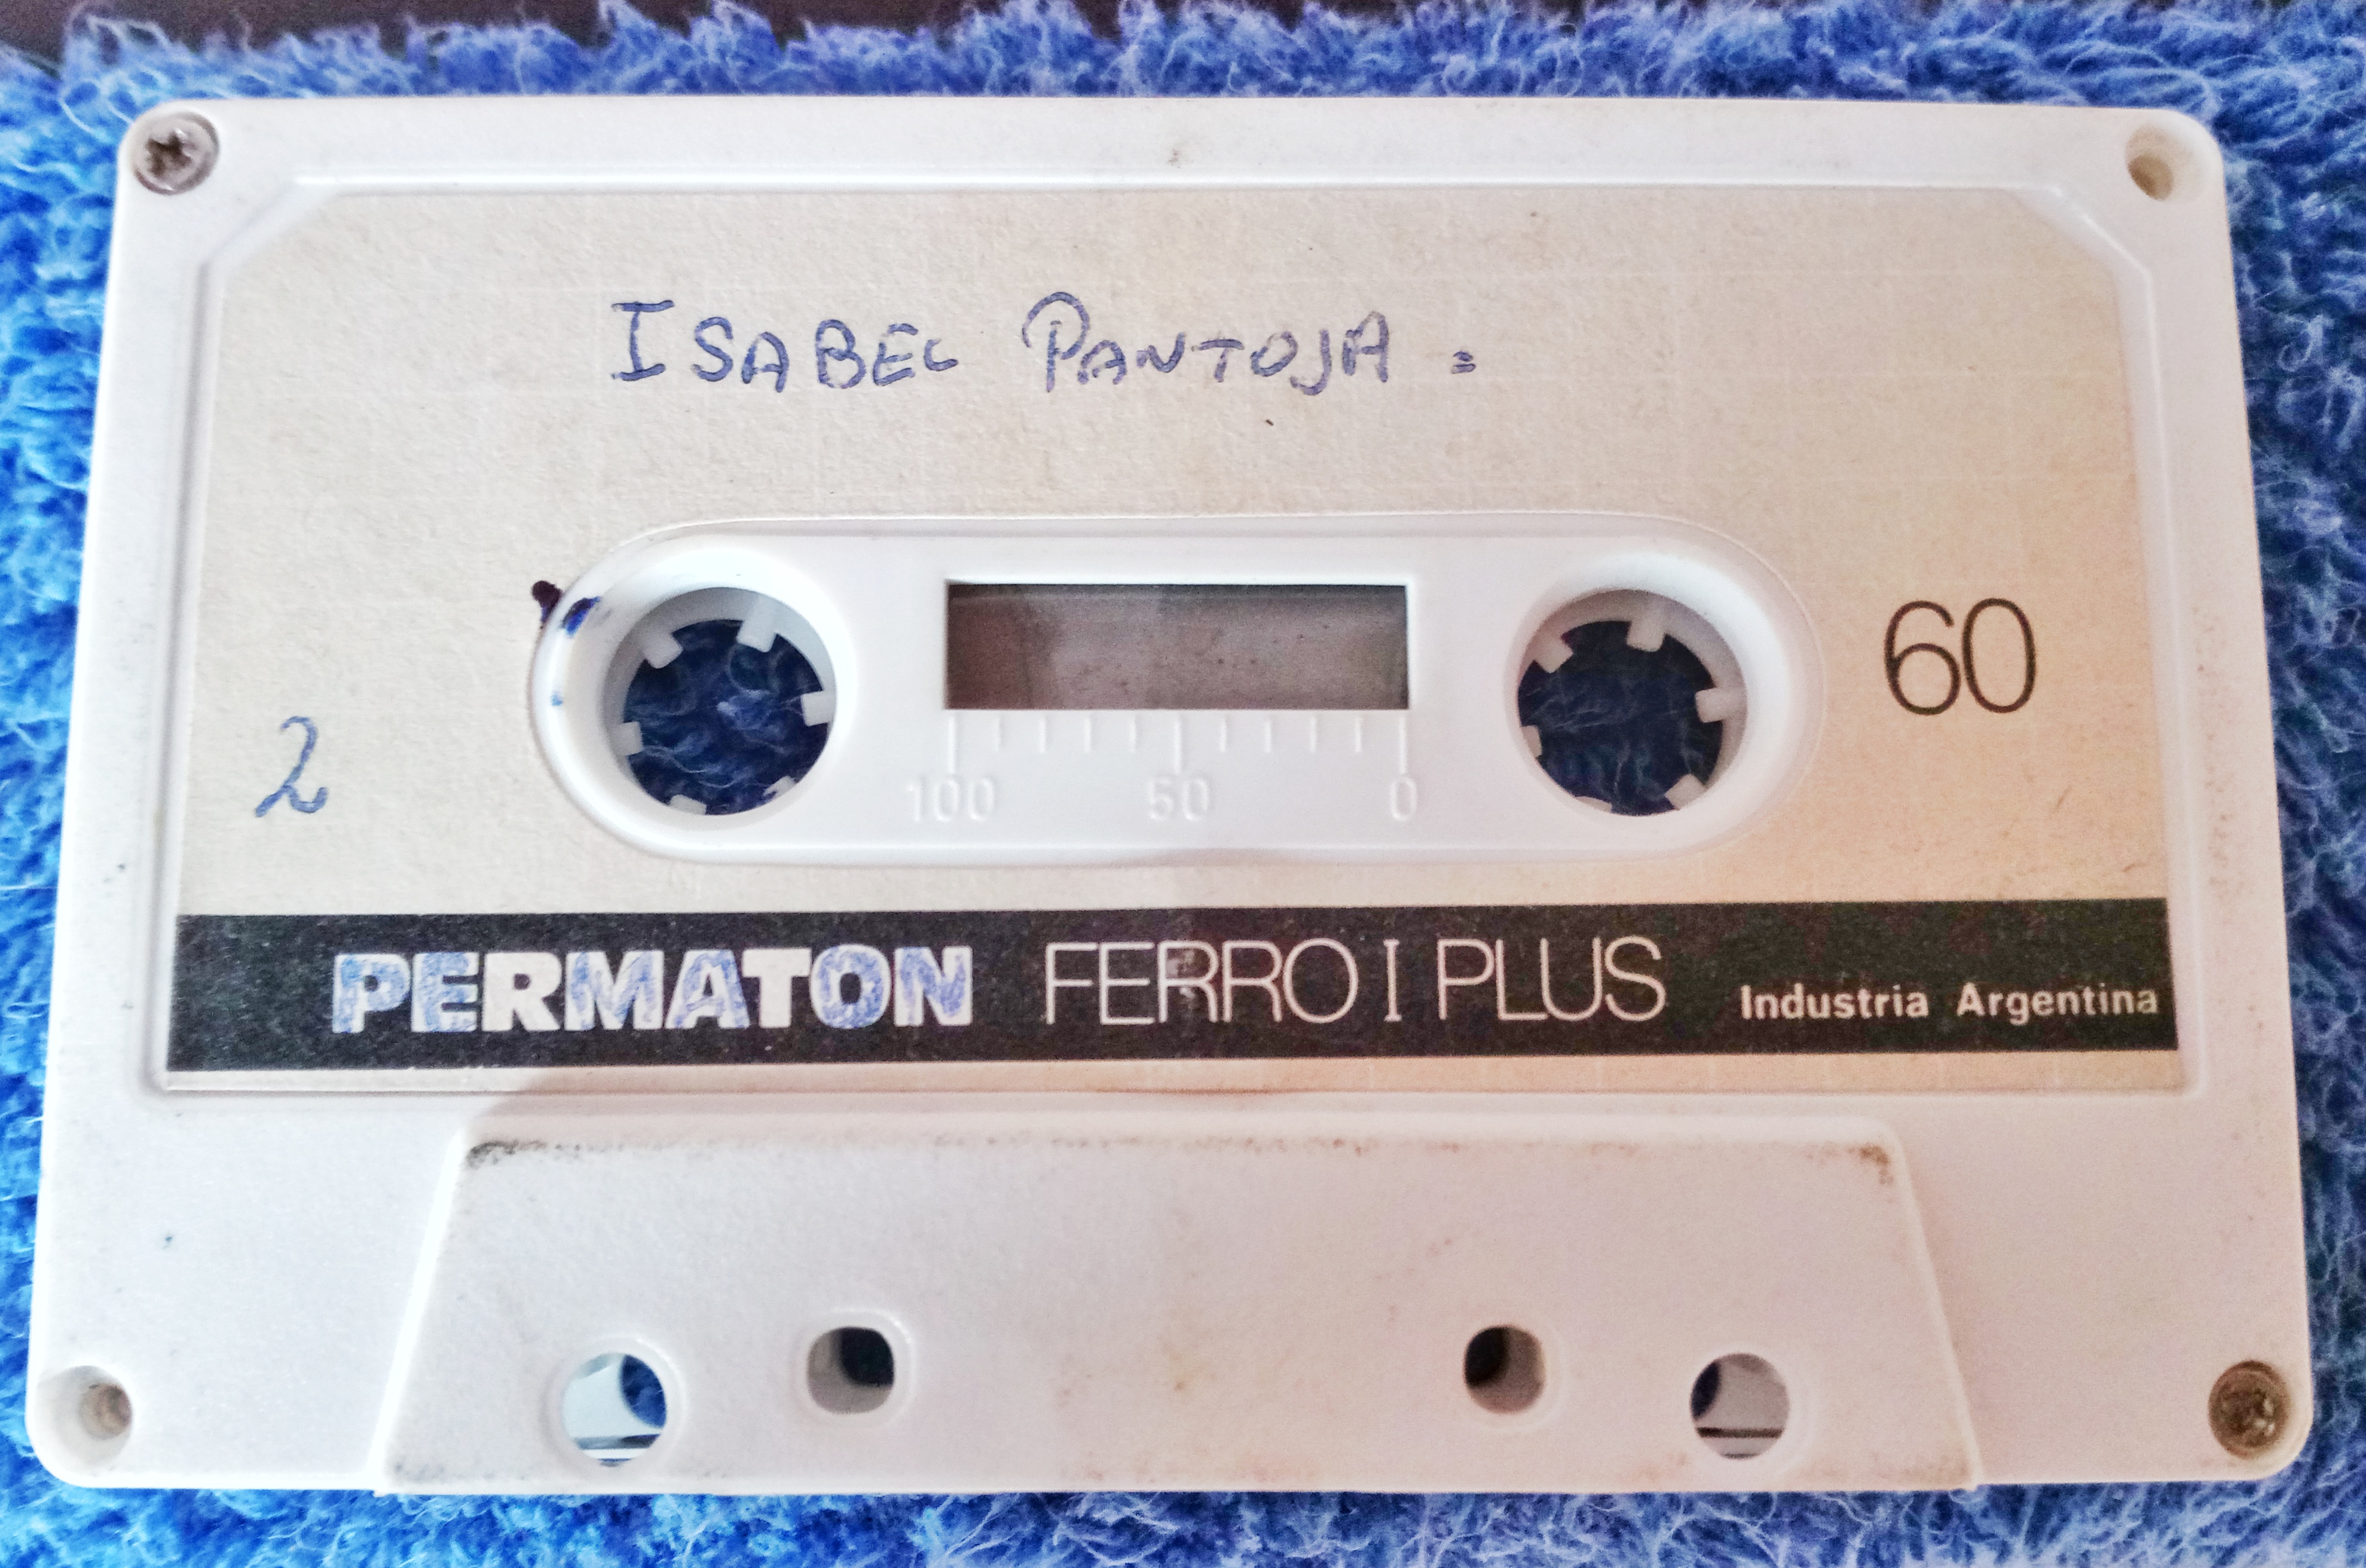 ISABEL PANTOJA =
60
2
100 50 0
PERMATON FERRO I PLUS Industria Argentina